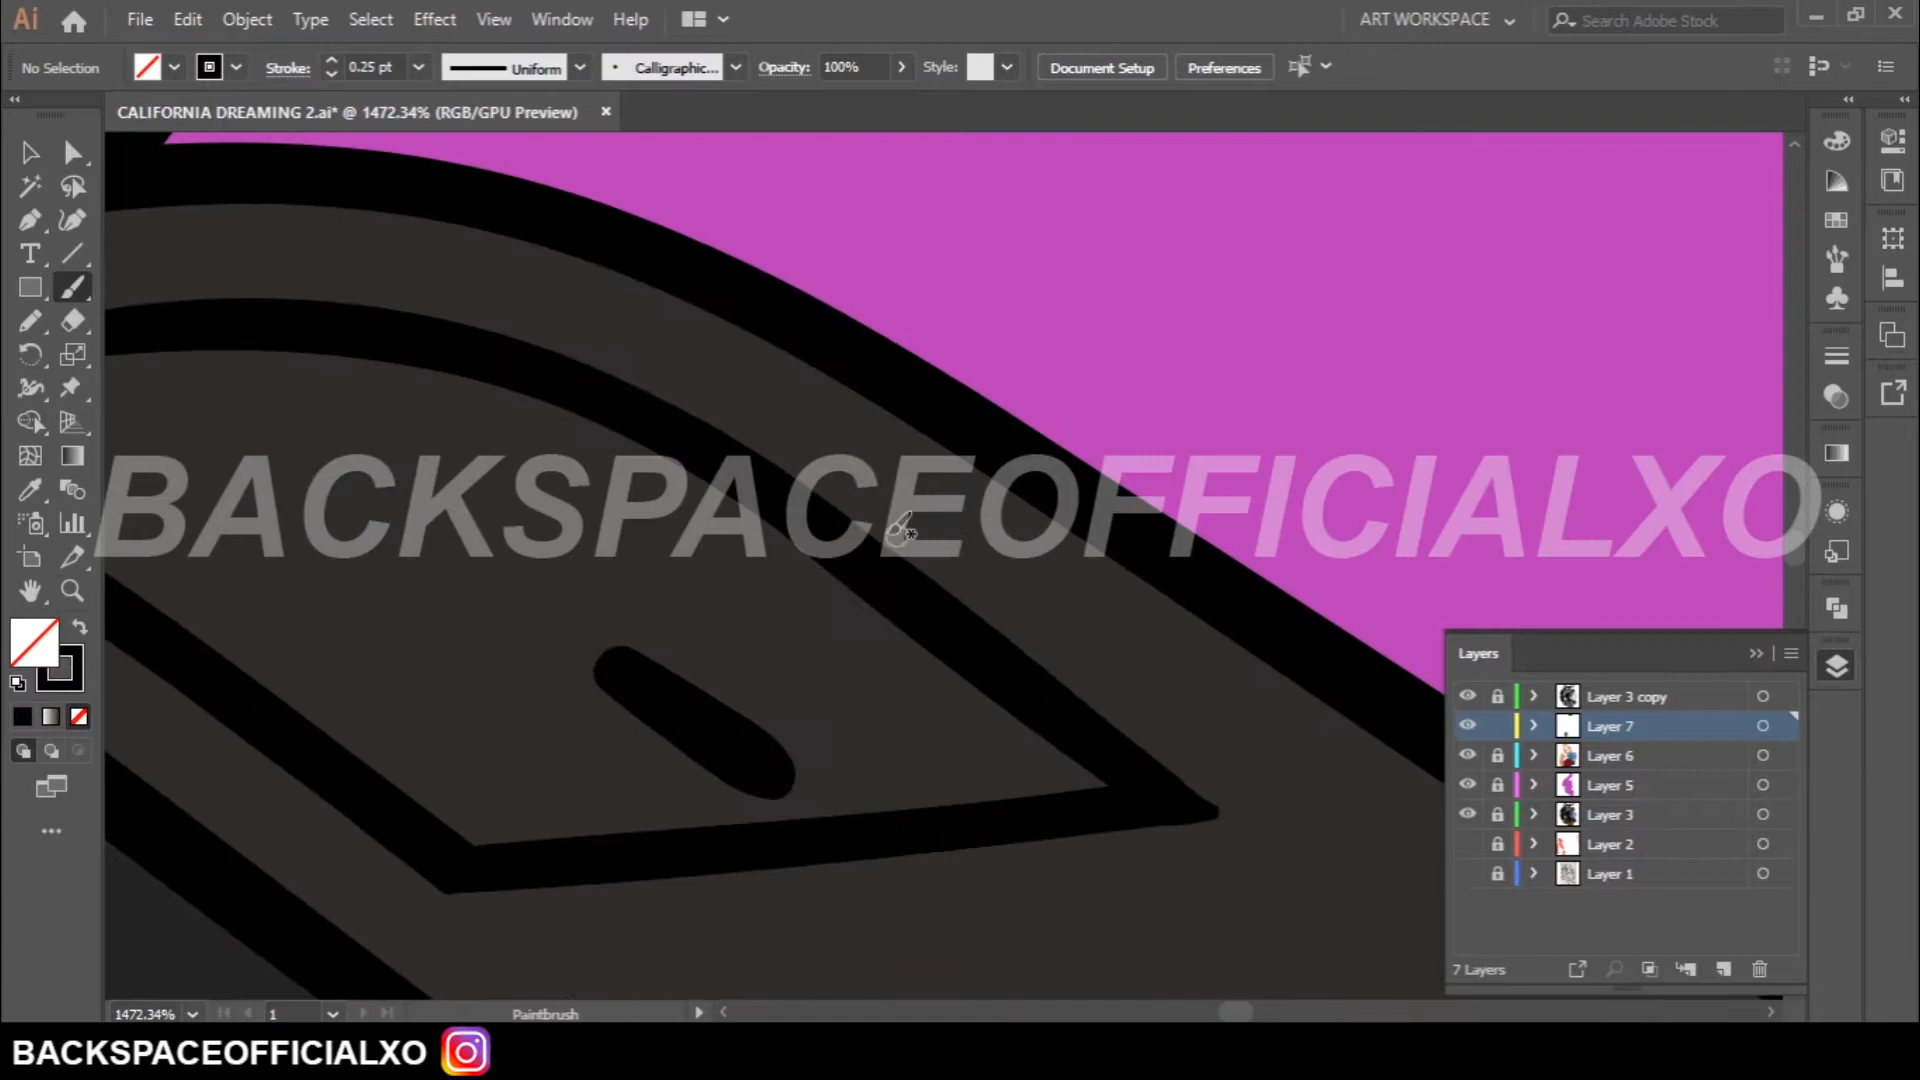 Ai File Edit Object Type Select Effect View Window Help ART WORKSPACE Search Adobe Stock
No Selection Stroke: 0.25 pt Uniform Calligraphic... Opacity: 100% Style: Document Setup Preferences
CALIFORNIA DREAMING 2.ai* @ 1472.34% (RGB/GPU Preview)
BACKSPACEOFFICIALXO
Layers
Layer 3 copy
Layer 7
Layer 6
Layer 5
Layer 3
Layer 2
Layer 1
7 Layers
1472.34% 1 Paintbrush
BACKSPACEOFFICIALXO